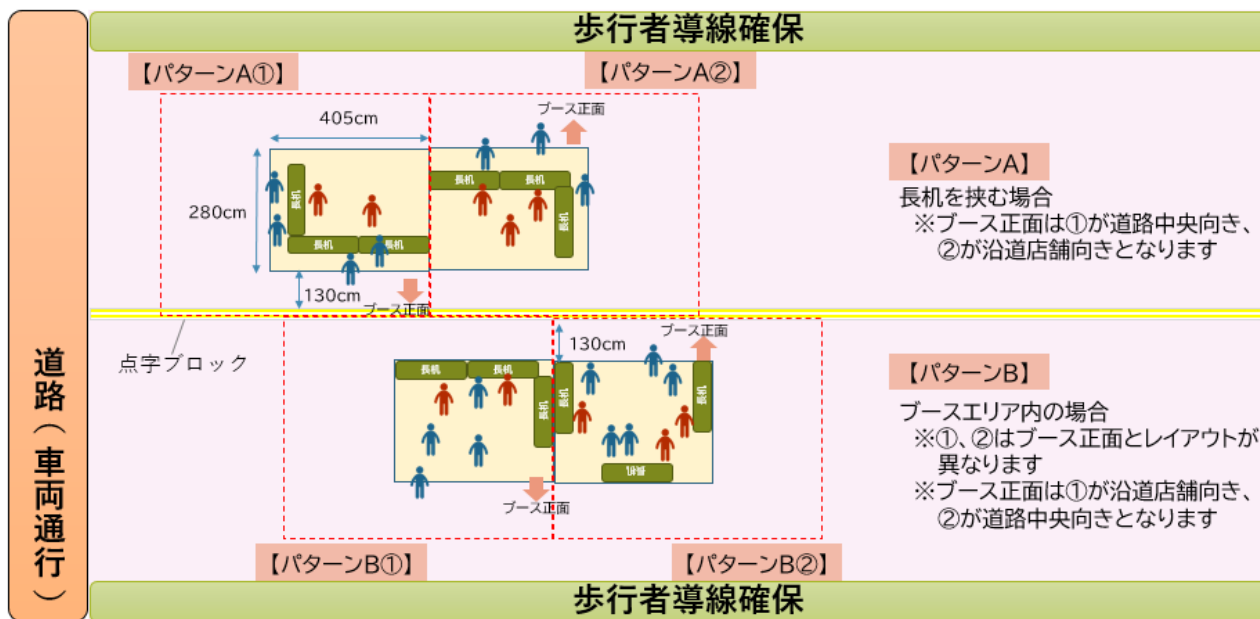 歩行者導線確保
【パターンA①】
【パターンA②】
ブース正面
405cm
280cm
長机
長机
長机
長机
長机
長机
130cm
ブース正面
【パターンA】
長机を挟む場合
※ブース正面は①が道路中央向き、
②が沿道店舗向きとなります
点字ブロック
道路（車両通行）
130cm
ブース正面
長机
長机
長机
長机
長机
長机
ブース正面
【パターンB】
ブースエリア内の場合
※①、②はブース正面とレイアウトが
異なります
※ブース正面は①が沿道店舗向き、
②が道路中央向きとなります
【パターンB①】
【パターンB②】
歩行者導線確保